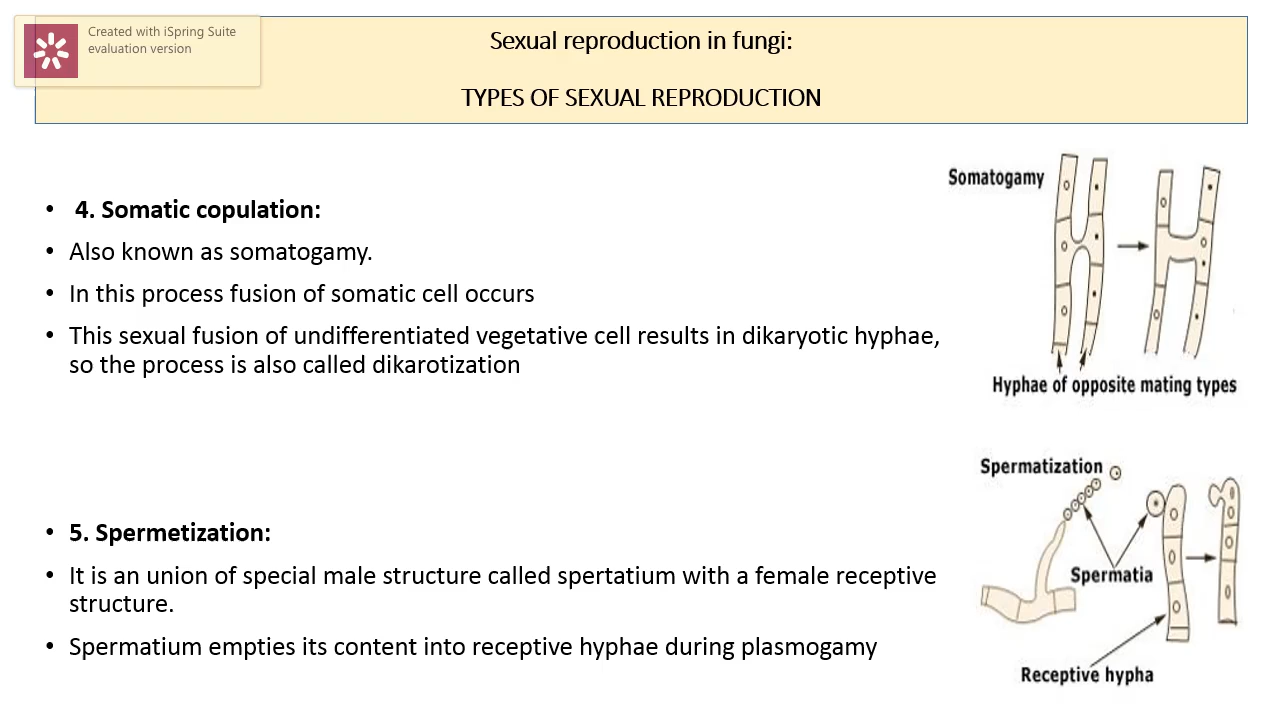 Created with iSpring Suite
evaluation version
Sexual reproduction in fungi:
TYPES OF SEXUAL REPRODUCTION
• 4. Somatic copulation:
• Also known as somatogamy.
• In this process fusion of somatic cell occurs
• This sexual fusion of undifferentiated vegetative cell results in dikaryotic hyphae,
so the process is also called dikarotization
Somatogamy
Hyphae of opposite mating types
• 5. Spermetization:
• It is an union of special male structure called spertatium with a female receptive
structure.
• Spermatium empties its content into receptive hyphae during plasmogamy
Spermatization
Spermatia
Receptive hypha